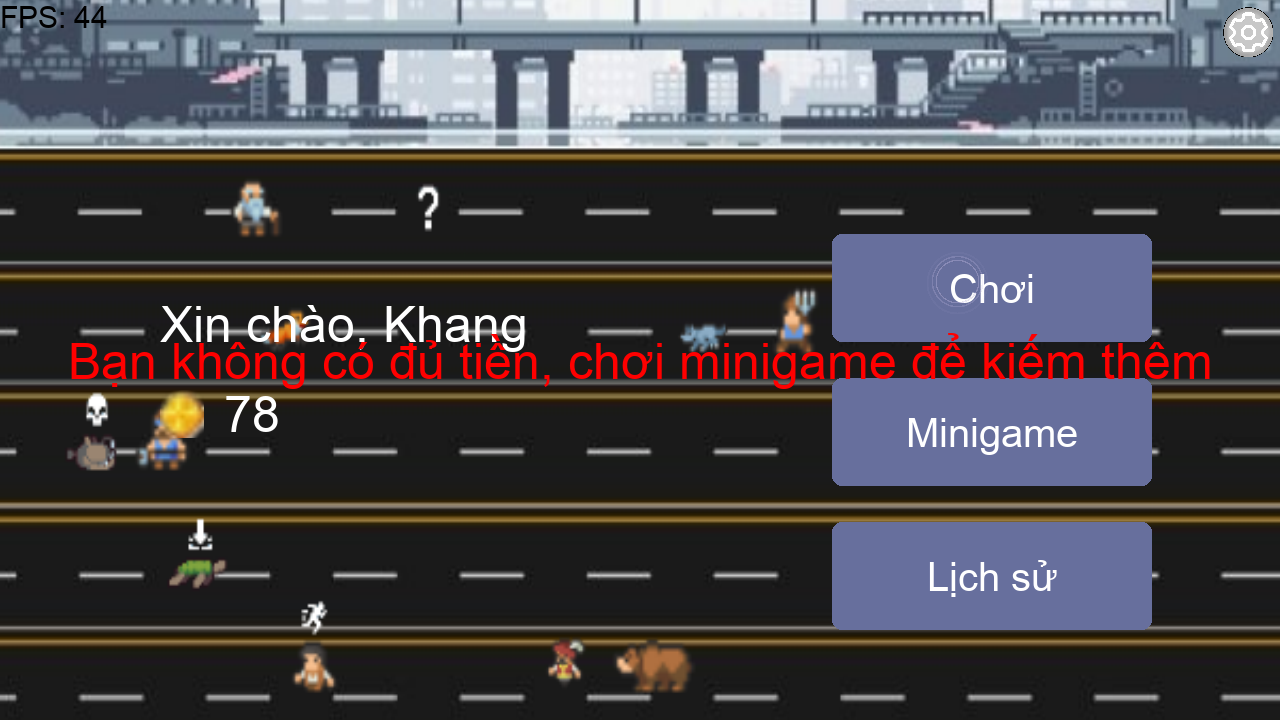 FPS: 44
?
Chơi
Xin chào, Khang
Bạn không có đủ tiền, chơi minigame để kiếm thêm
78
Minigame
Lịch sử